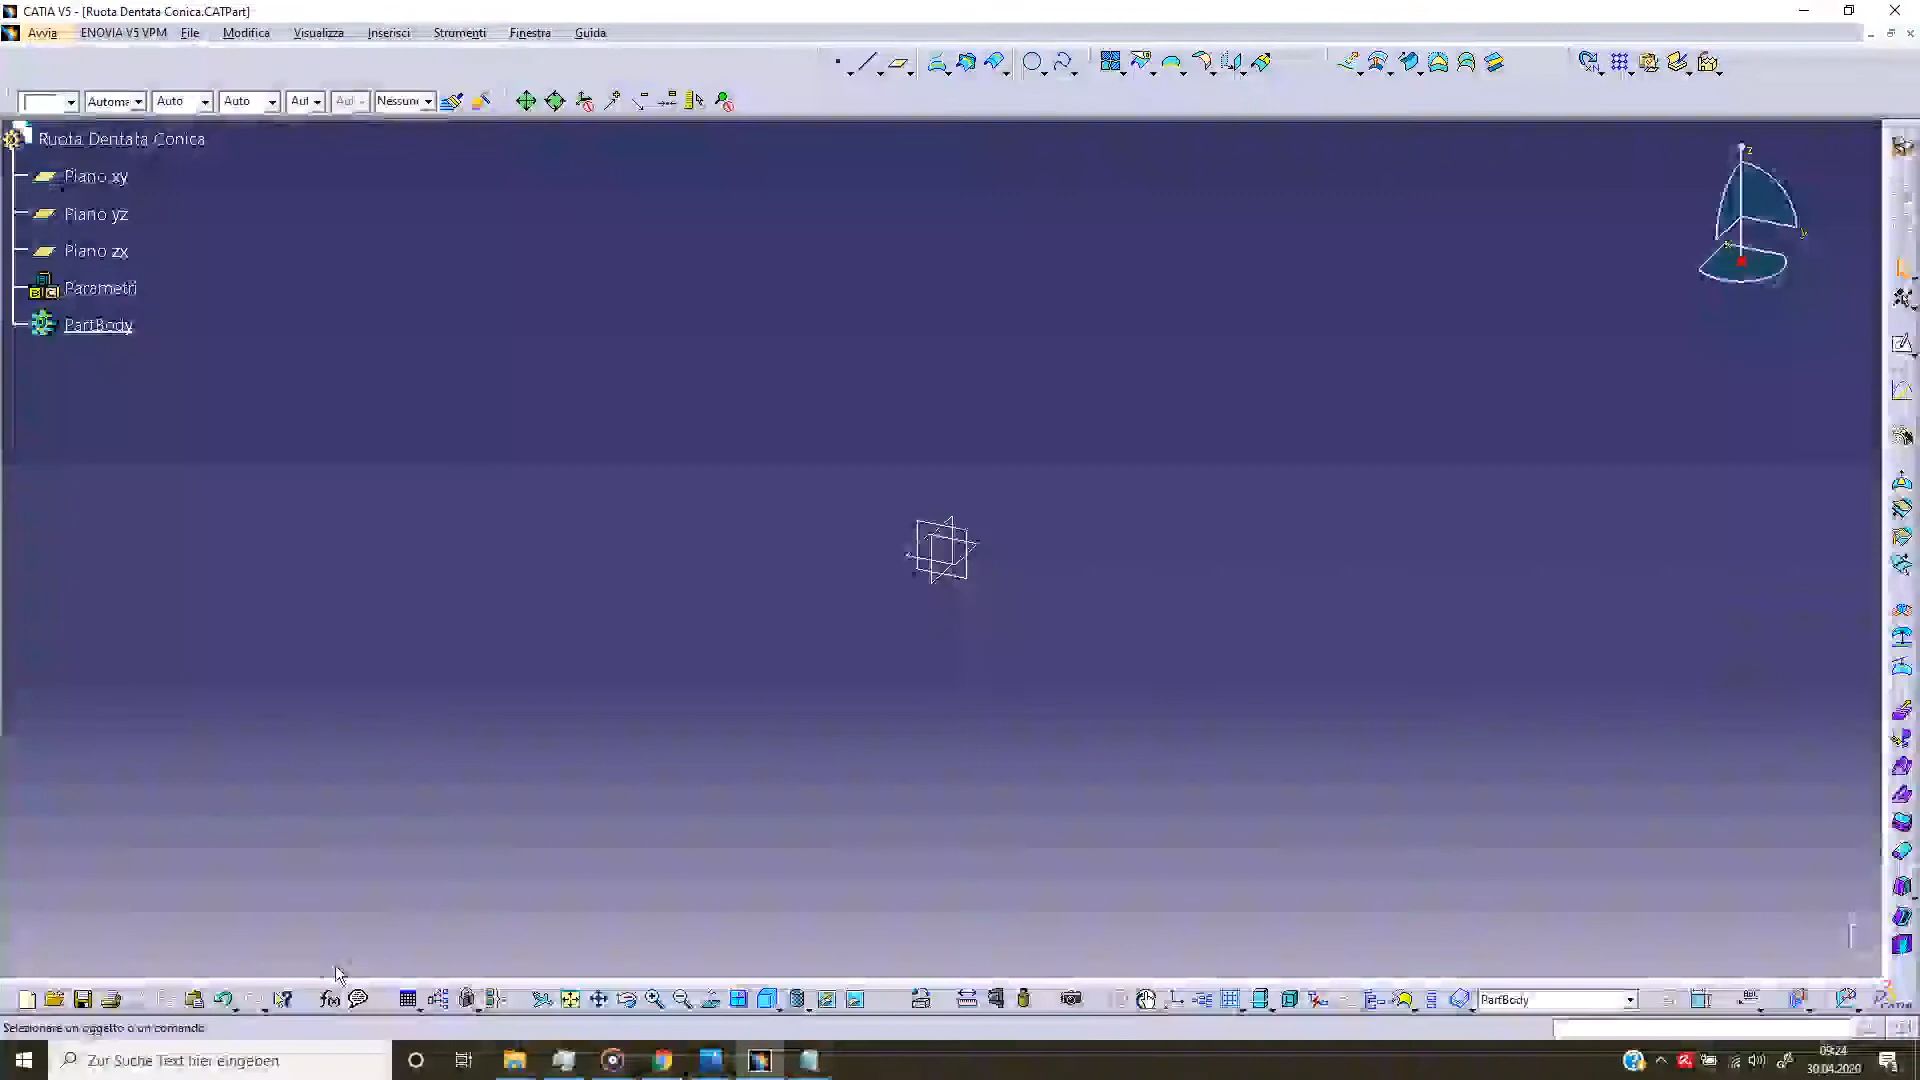 CATIA V5 - [Ruota Dentata Conica.CATPart]
Avvia ENOVIA V5 VPM File Modifica Visualizza Inserisci Strumenti Finestra Guida
Automa Auto Auto Aut Aut Nessuno
Ruota Dentata Conica
Piano xy
Piano yz
Piano zx
Parametri
PartBody
z
y
x
f(x)
PartBody
Selezionare un oggetto o un comando
Zur Suche Text hier eingeben
09:24
30.04.2020